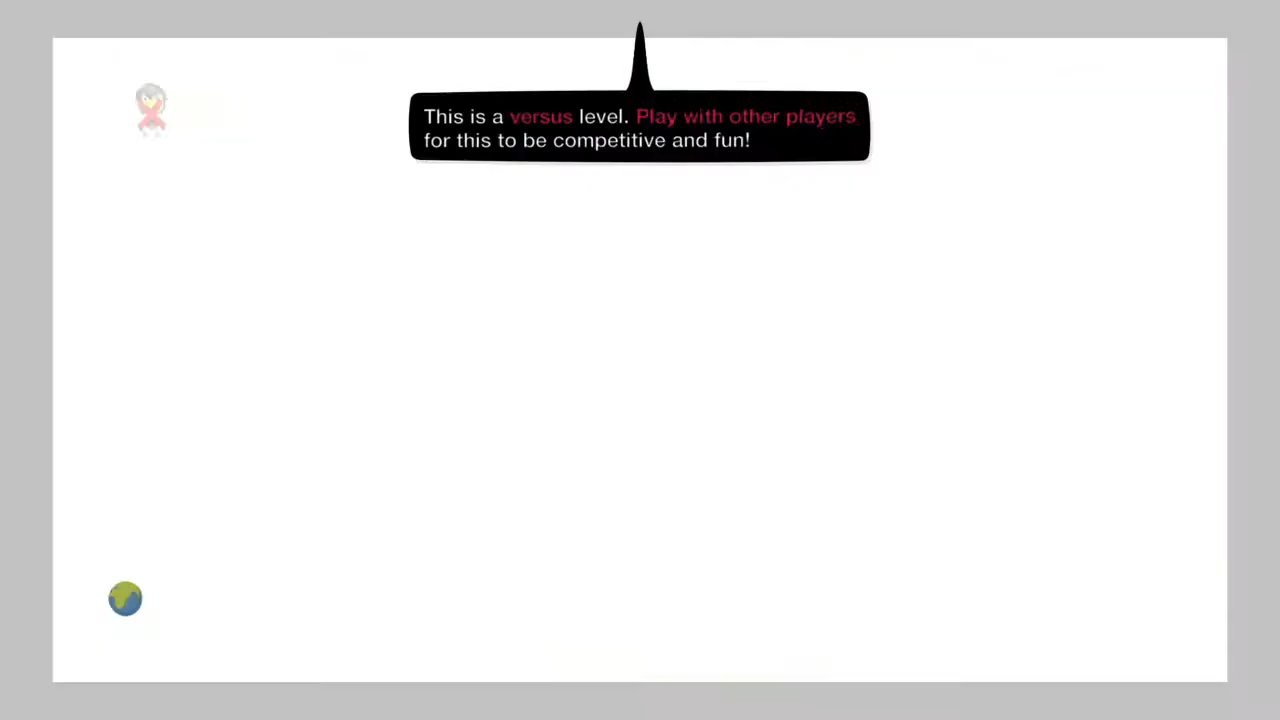 This is a versus level. Play with other players
for this to be competitive and fun!